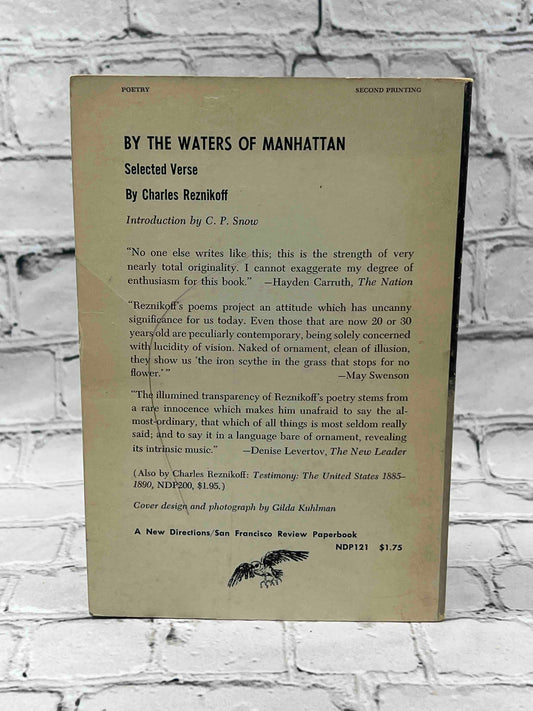 POETRY SECOND PRINTING
BY THE WATERS OF MANHATTAN
Selected Verse
By Charles Reznikoff
Introduction by C. P. Snow
"No one else writes like this; this is the strength of very
nearly total originality. I cannot exaggerate my degree of
enthusiasm for this book." —Hayden Carruth, The Nation
"Reznikoff's poems project an attitude which has uncanny
significance for us today. Even those that are now 20 or 30
years old are peculiarly contemporary, being solely concerned
with lucidity of vision. Naked of ornament, clean of illusion,
they show us 'the iron scythe in the grass that stops for no
flower.'" —May Swenson
"The illumined transparency of Reznikoff's poetry stems from
a rare innocence which makes him unafraid to say the al-
most-ordinary, that which of all things is most seldom really
said; and to say it in a language bare of ornament, revealing
its intrinsic music." —Denise Levertov, The New Leader
(Also by Charles Reznikoff: Testimony: The United States 1885–
1890, NDP200, $1.95.)
Cover design and photograph by Gilda Kuhlman
A New Directions/San Francisco Review Paperbook
NDP121 $1.75